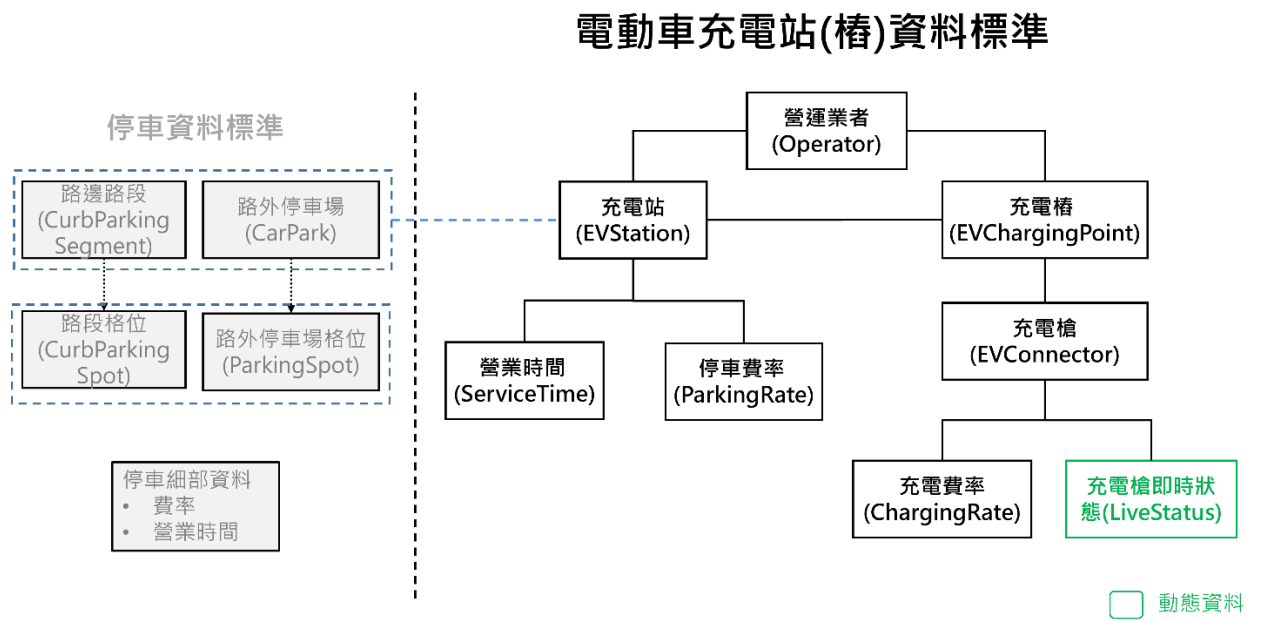 電動車充電站(樁)資料標準
停車資料標準
路邊路段
(CurbParking
Segment)
路外停車場
(CarPark)
路段格位
(CurbParking
Spot)
路外停車場格位
(ParkingSpot)
停車細部資料
• 費率
• 營業時間
營運業者
(Operator)
充電站
(EVStation)
充電樁
(EVChargingPoint)
營業時間
(ServiceTime)
停車費率
(ParkingRate)
充電槍
(EVConnector)
充電費率
(ChargingRate)
充電槍即時狀
態(LiveStatus)
動態資料